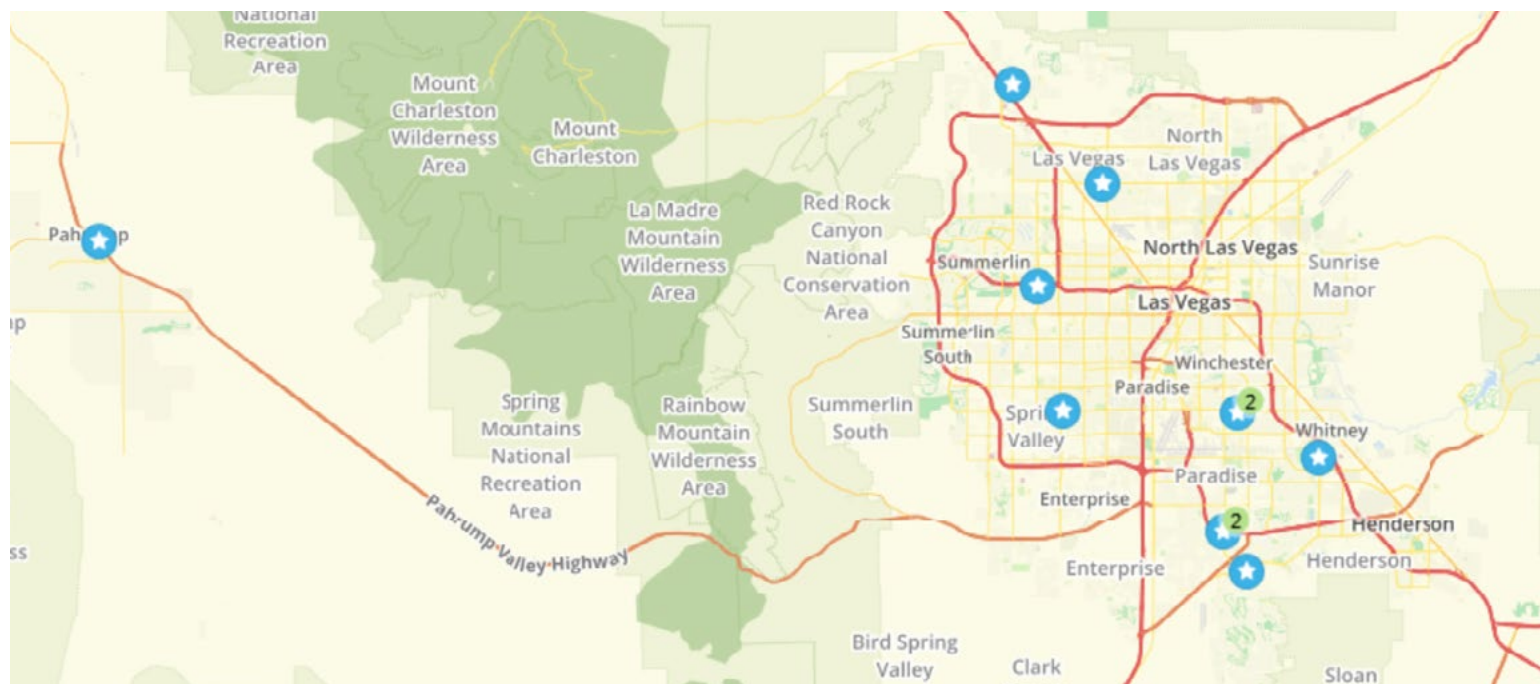 National
Recreation
Area
Mount
Charleston
Wilderness
Area
Mount
Charleston
La Madre
Mountain
Wilderness
Area
Red Rock
Canyon
National
Conservation
Area
Las Vegas
North
Las Vegas
North Las Vegas
Sunrise
Manor
Summerlin
Las Vegas
Summerlin
South
Winchester
Paradise
2
Spring
Mountains
National
Recreation
Area
Rainbow
Mountain
Wilderness
Area
Summerlin
South
Valley
Whitney
Paradise
Enterprise
Pahrump Valley Highway
2
Henderson
Enterprise
Henderson
Bird Spring
Valley
Clark
Sloan